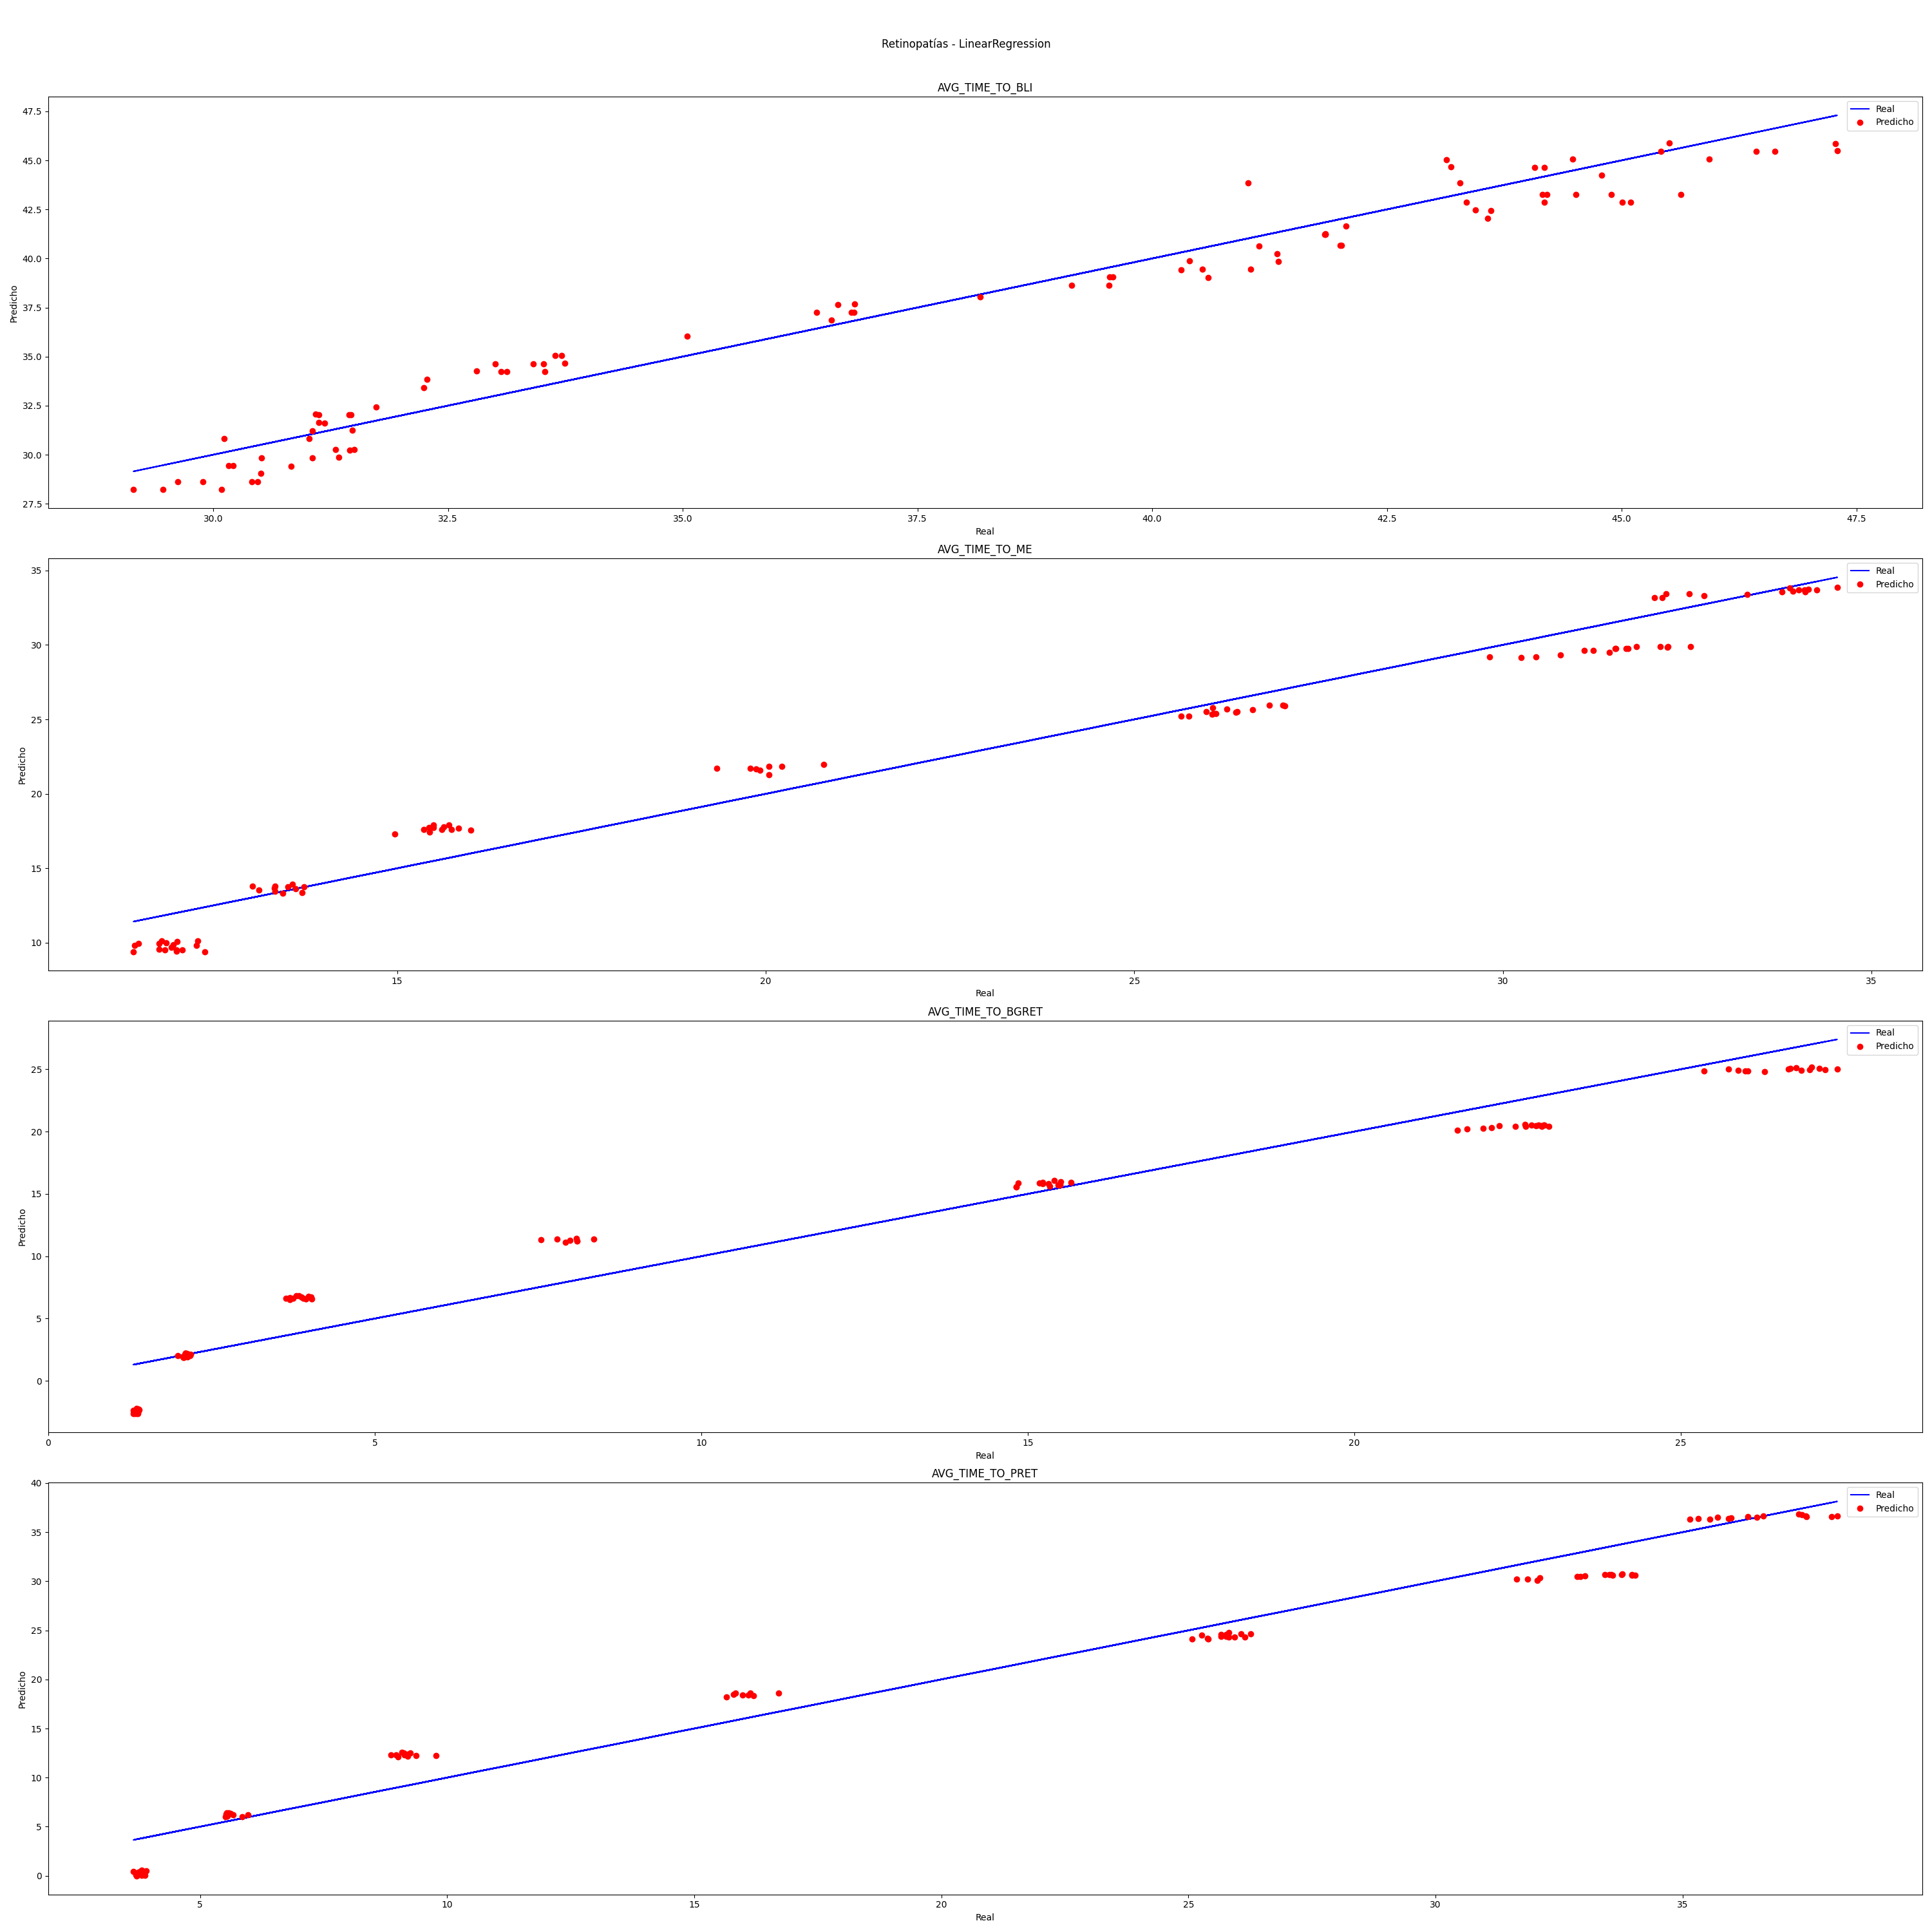 Retinopatías - LinearRegression
AVG_TIME_TO_BLI
47.5
45.0
42.5
40.0
37.5
35.0
32.5
30.0
27.5
Predicho
Real
Predicho
30.0 32.5 35.0 37.5 40.0 42.5 45.0 47.5
Real
AVG_TIME_TO_ME
35
30
25
20
15
10
Predicho
Real
Predicho
15 20 25 30 35
Real
AVG_TIME_TO_BGRET
25
20
15
10
5
0
Predicho
Real
Predicho
0 5 10 15 20 25
Real
AVG_TIME_TO_PRET
40
35
30
25
20
15
10
5
0
Predicho
Real
Predicho
5 10 15 20 25 30 35
Real